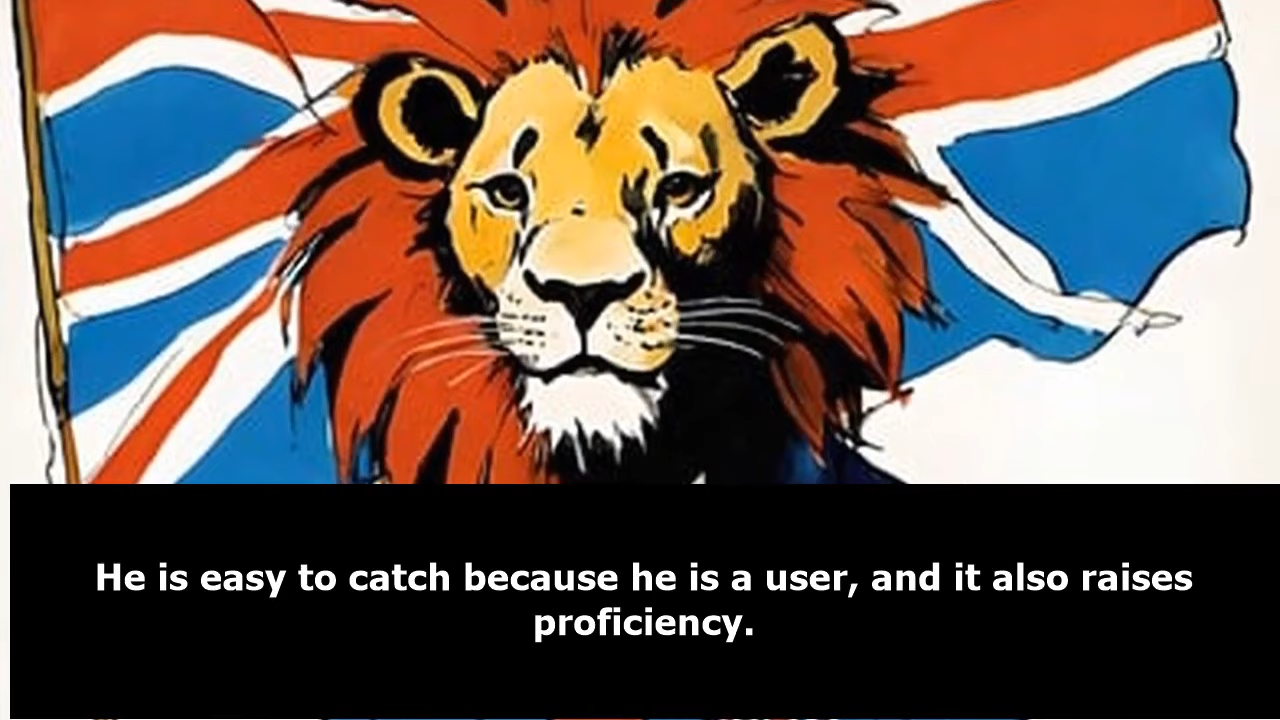 He is easy to catch because he is a user, and it also raises
proficiency.